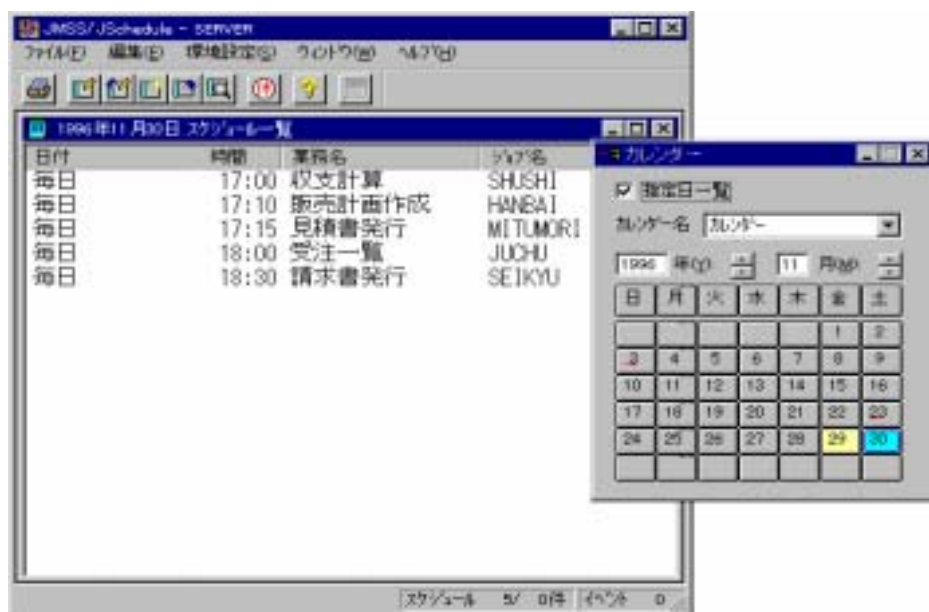 JMSS/JSchedule - SERVER
ファイル(F) 編集(E) 環境設定(S) ウィンドウ(W) ヘルプ(H)
1996年11月30日 スケジュール一覧
日付 時間 業務名 ジョブ名
毎日 17:00 収支計算 SHUSHI
毎日 17:10 販売計画作成 HANBAI
毎日 17:15 見積書発行 MITUMORI
毎日 18:00 受注一覧 JUCHU
毎日 18:30 請求書発行 SEIKYU
カレンダー
指定日一覧
カレンダー名 カレンダー
1996 年(Y) 11 月(M)
日 月 火 水 木 金 土
1 2
3 4 5 6 7 8 9
10 11 12 13 14 15 16
17 18 19 20 21 22 23
24 25 26 27 28 29 30
スケジュール 5/ 0件 イベント 0